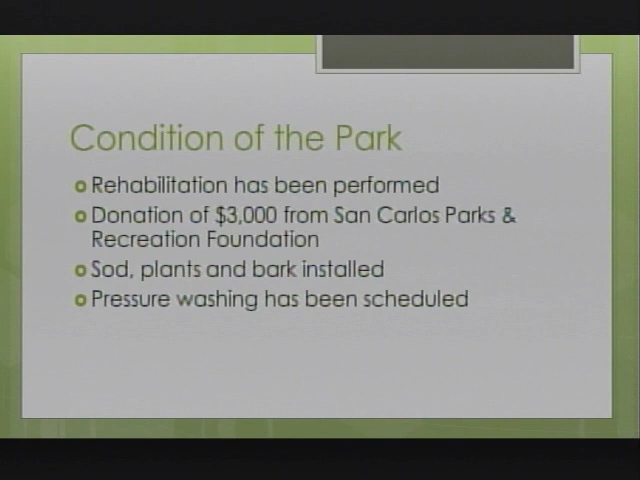 Condition of the Park
Rehabilitation has been performed
Donation of $3,000 from San Carlos Parks &
Recreation Foundation
Sod, plants and bark installed
Pressure washing has been scheduled